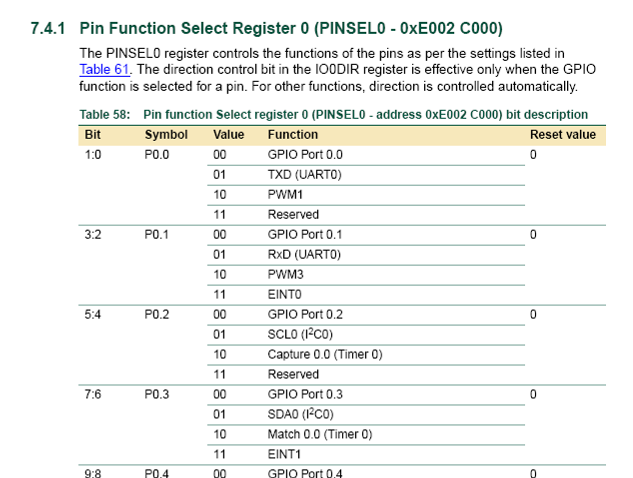 7.4.1 Pin Function Select Register 0 (PINSEL0 - 0xE002 C000)
The PINSEL0 register controls the functions of the pins as per the settings listed in
Table 61. The direction control bit in the IO0DIR register is effective only when the GPIO
function is selected for a pin. For other functions, direction is controlled automatically.
Table 58: Pin function Select register 0 (PINSEL0 - address 0xE002 C000) bit description
Bit Symbol Value Function Reset value
1:0 P0.0 00 GPIO Port 0.0 0
01 TXD (UART0)
10 PWM1
11 Reserved
3:2 P0.1 00 GPIO Port 0.1 0
01 RxD (UART0)
10 PWM3
11 EINT0
5:4 P0.2 00 GPIO Port 0.2 0
01 SCL0 (I²C0)
10 Capture 0.0 (Timer 0)
11 Reserved
7:6 P0.3 00 GPIO Port 0.3 0
01 SDA0 (I²C0)
10 Match 0.0 (Timer 0)
11 EINT1
9:8 P0.4 00 GPIO Port 0.4 0